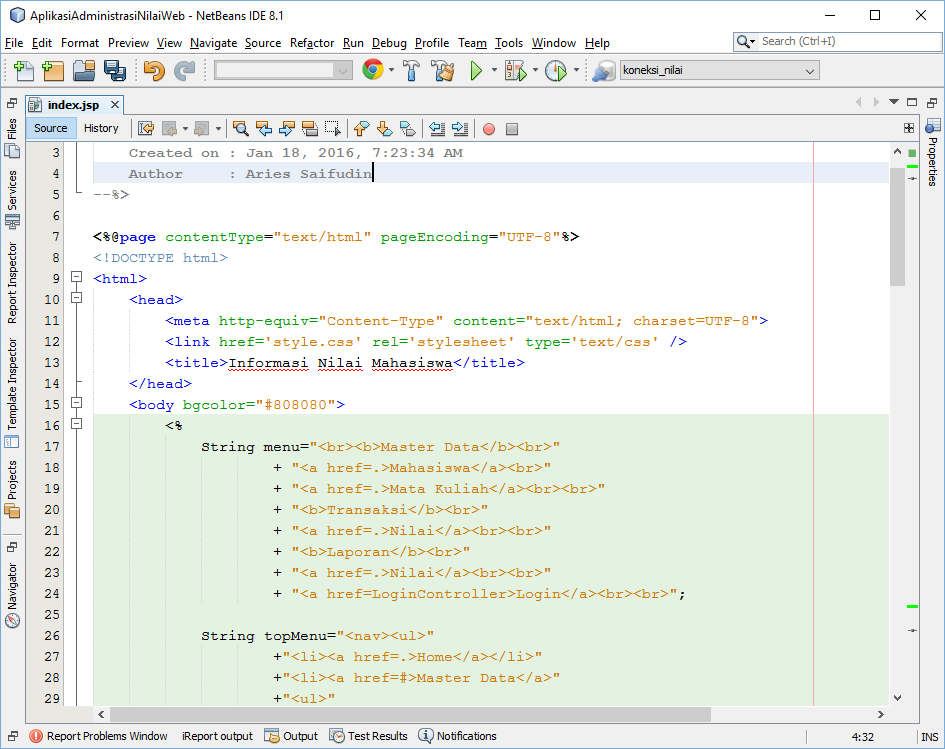 AplikasiAdministrasiNilaiWeb - NetBeans IDE 8.1
File Edit Format Preview View Navigate Source Refactor Run Debug Profile Team Tools Window Help
Search (Ctrl+I)
koneksi_nilai
index.jsp
Source History
Files
Services
Report Inspector
Template Inspector
Projects
Navigator
Properties
3 Created on : Jan 18, 2016, 7:23:34 AM
4 Author : Aries Saifudin
5 --%>
6
7 <%@page contentType="text/html" pageEncoding="UTF-8"%>
8 <!DOCTYPE html>
9 <html>
10 <head>
11 <meta http-equiv="Content-Type" content="text/html; charset=UTF-8">
12 <link href='style.css' rel='stylesheet' type='text/css' />
13 <title>Informasi Nilai Mahasiswa</title>
14 </head>
15 <body bgcolor="#808080">
16 <%
17 String menu="<br><b>Master Data</b><br>"
18 + "<a href=.>Mahasiswa</a><br>"
19 + "<a href=.>Mata Kuliah</a><br><br>"
20 + "<b>Transaksi</b><br>"
21 + "<a href=.>Nilai</a><br><br>"
22 + "<b>Laporan</b><br>"
23 + "<a href=.>Nilai</a><br><br>"
24 + "<a href=LoginController>Login</a><br><br>";
25
26 String topMenu="<nav><ul>"
27 +"<li><a href=.>Home</a></li>"
28 +"<li><a href=#>Master Data</a>"
29 +"<ul>"
Report Problems Window iReport output Output Test Results Notifications 4:32 INS